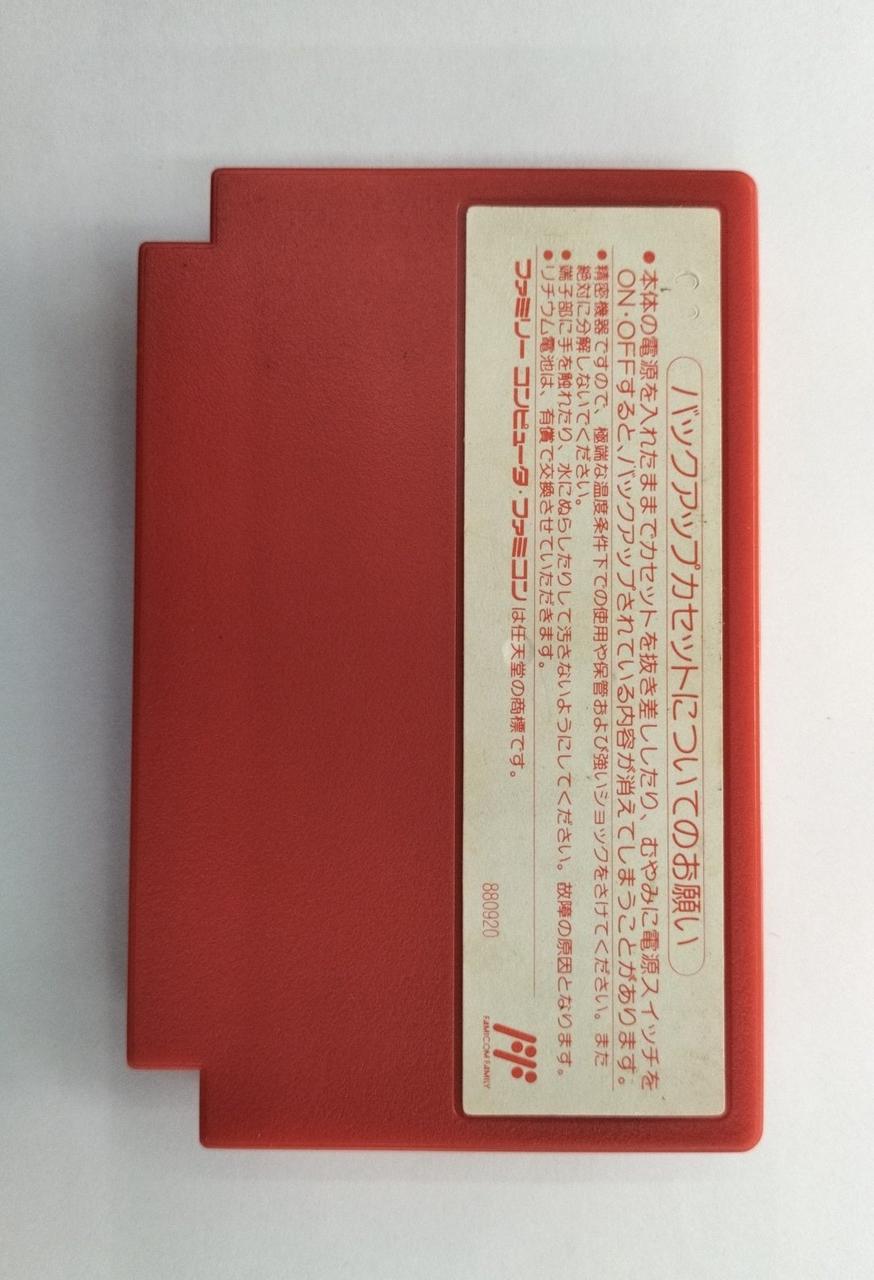 バックアップカセットについてのお願い
●本体の電源を入れたままでカセットを抜き差ししたり、むやみに電源スイッチを
ON·OFFすると、バックアップされている内容が消えてしまうことがあります。
●精密機器ですので、極端な温度条件下での使用や保管および強いショックをさけてください。また
絶対に分解しないでください。
●端子部に手を触れたり、水にぬらしたりして汚さないようにしてください。故障の原因となります。
●リチウム電池は、有償で交換させていただきます。
ファミリー コンピュータ·ファミコン は任天堂の商標です。
880920
FAMICOM FAMILY